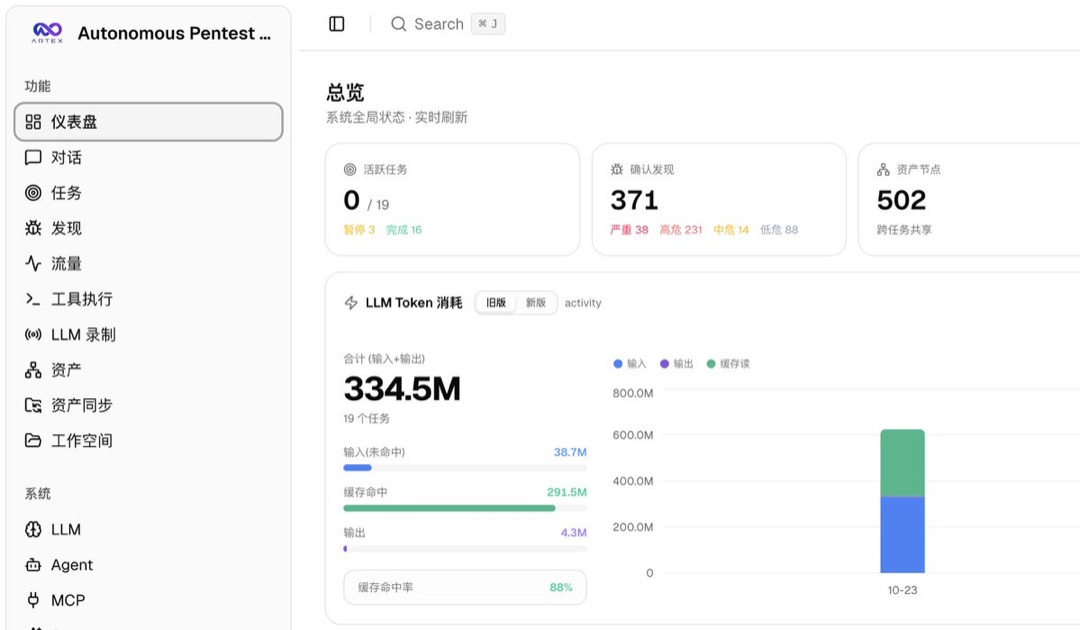 ARTEX
Autonomous Pentest ...
功能
仪表盘
对话
任务
发现
流量
工具执行
LLM 录制
资产
资产同步
工作空间
系统
LLM
Agent
MCP
Search ⌘ J
总览
系统全局状态 · 实时刷新
活跃任务
0 / 19
暂停 3 完成 16
确认发现
371
严重 38 高危 231 中危 14 低危 88
资产节点
502
跨任务共享
LLM Token 消耗 旧版 新版 activity
合计 (输入+输出)
334.5M
19 个任务
输入(未命中) 38.7M
缓存命中 291.5M
输出 4.3M
缓存命中率 88%
输入 输出 缓存读
800.0M
600.0M
400.0M
200.0M
0
10-23